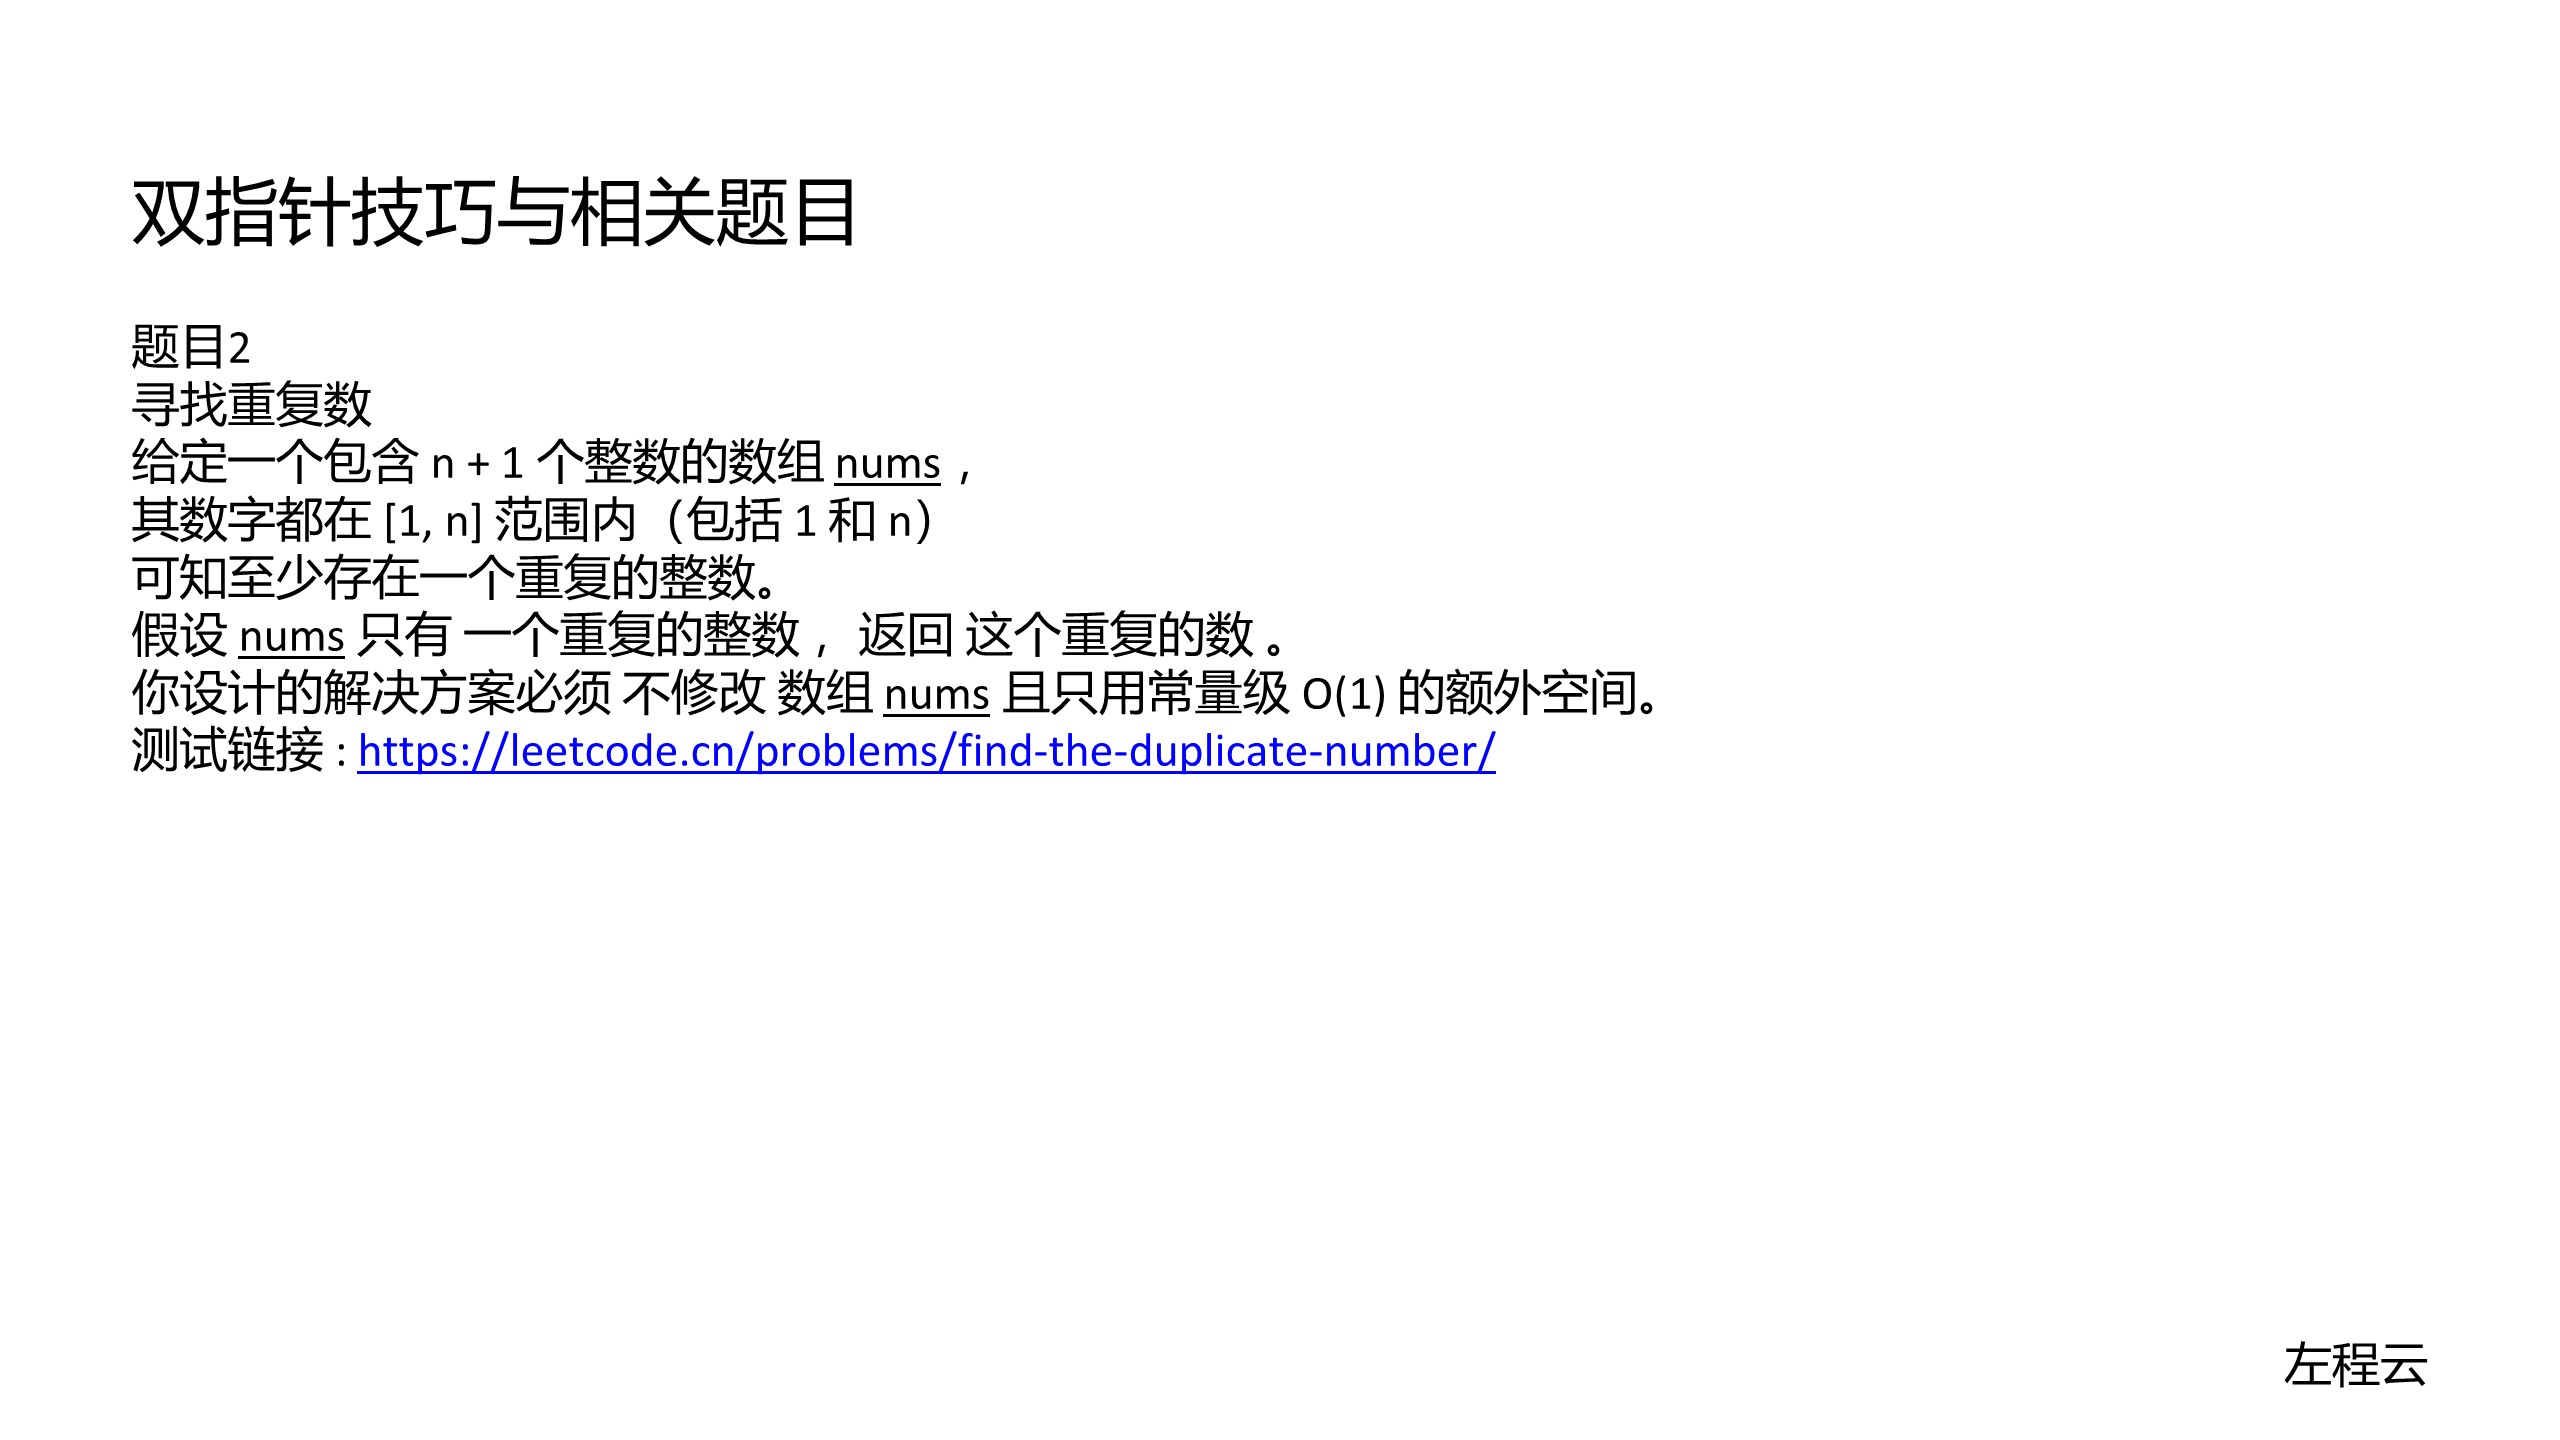 双指针技巧与相关题目
题目2
寻找重复数
给定一个包含 n + 1 个整数的数组 nums ，
其数字都在 [1, n] 范围内（包括 1 和 n）
可知至少存在一个重复的整数。
假设 nums 只有 一个重复的整数 ，返回 这个重复的数 。
你设计的解决方案必须 不修改 数组 nums 且只用常量级 O(1) 的额外空间。
测试链接 : https://leetcode.cn/problems/find-the-duplicate-number/
左程云